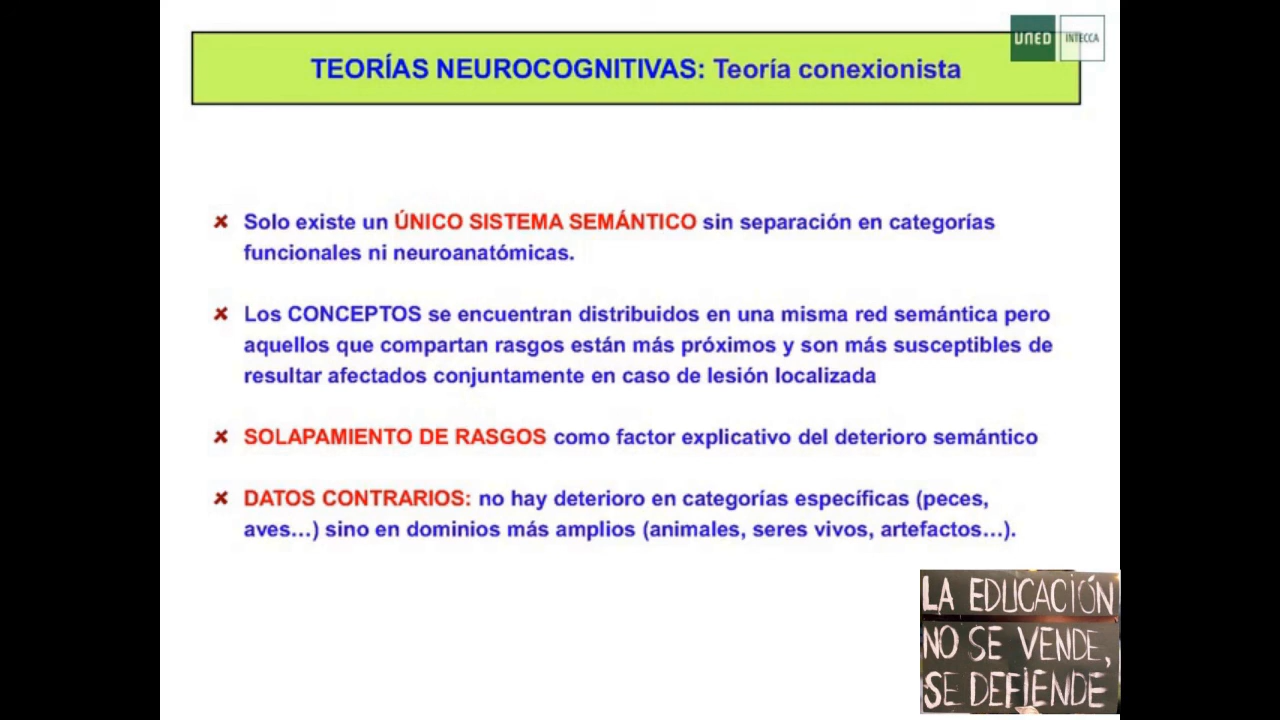 UNED INTECCA
TEORÍAS NEUROCOGNITIVAS: Teoría conexionista
Solo existe un ÚNICO SISTEMA SEMÁNTICO sin separación en categorías
funcionales ni neuroanatómicas.
Los CONCEPTOS se encuentran distribuidos en una misma red semántica pero
aquellos que compartan rasgos están más próximos y son más susceptibles de
resultar afectados conjuntamente en caso de lesión localizada
SOLAPAMIENTO DE RASGOS como factor explicativo del deterioro semántico
DATOS CONTRARIOS: no hay deterioro en categorías específicas (peces,
aves...) sino en dominios más amplios (animales, seres vivos, artefactos...).
LA EDUCACIÓN
NO SE VENDE,
SE DEFIENDE